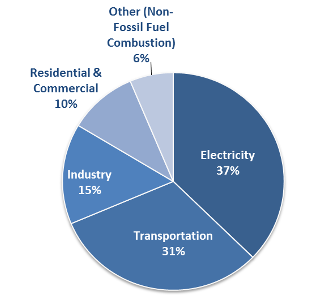 Other (Non-
Fossil Fuel
Combustion)
6%
Residential &
Commercial
10%
Electricity
37%
Industry
15%
Transportation
31%